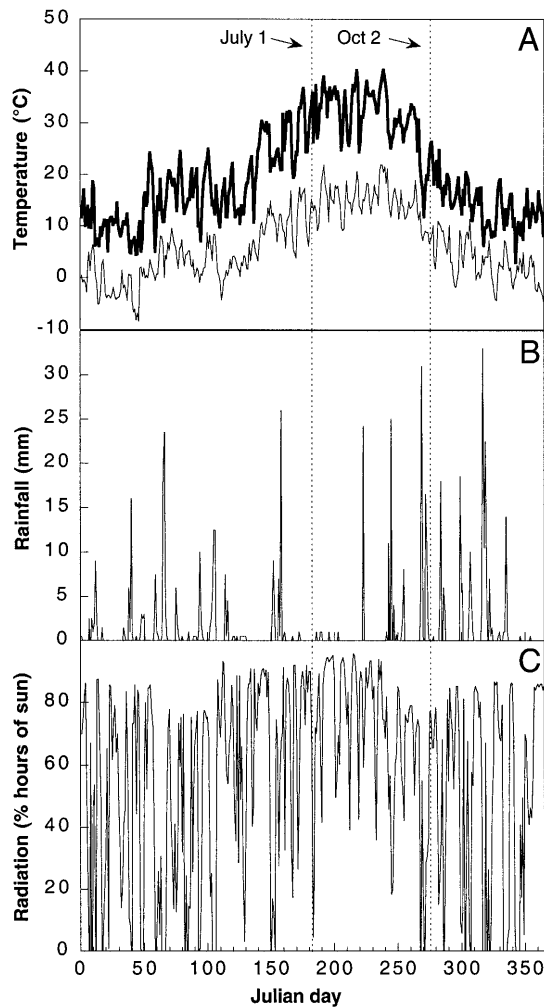 50
July 1
Oct 2
A
40
30
20
10
0
-10
Temperature (°C)
B
30
25
20
15
10
5
0
Rainfall (mm)
C
80
60
40
20
0
Radiation (% hours of sun)
0 50 100 150 200 250 300 350
Julian day